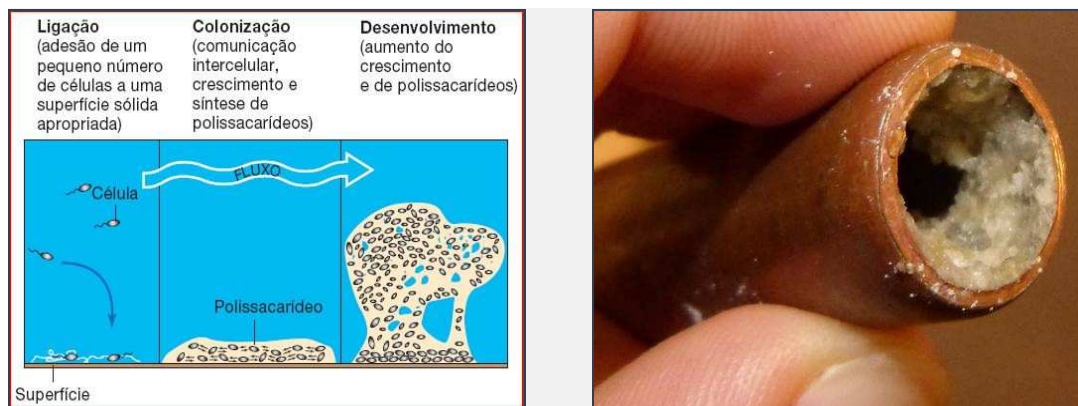 Ligação
(adesão de um
pequeno número
de células a uma
superfície sólida
apropriada)
Colonização
(comunicação
intercelular,
crescimento e
síntese de
polissacarídeos)
Desenvolvimento
(aumento do
crescimento
e de polissacarídeos)
FLUXO
Célula
Polissacarídeo
Superfície